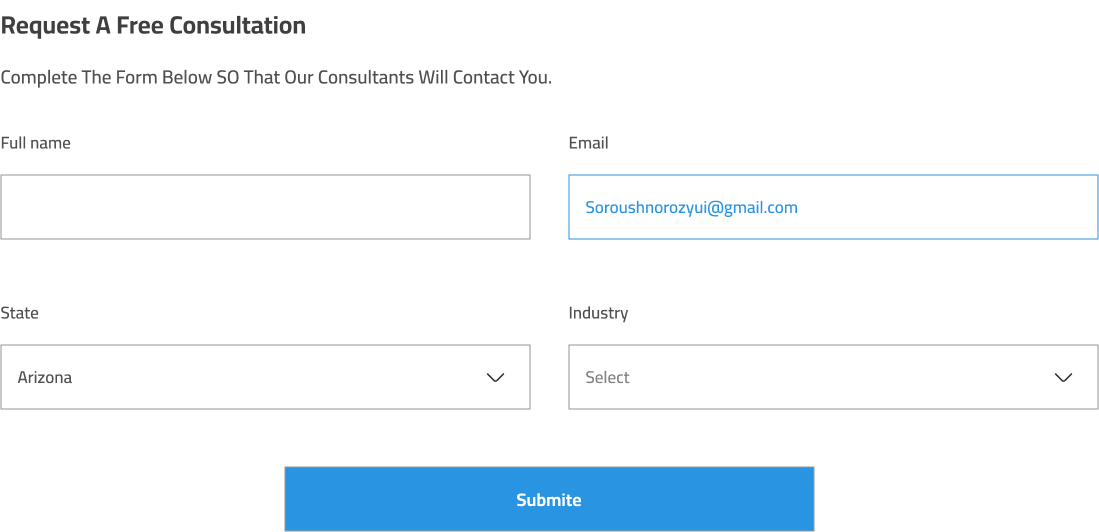 Request A Free Consultation
Complete The Form Below SO That Our Consultants Will Contact You.
Full name
Email
Soroushnorozyui@gmail.com
State
Industry
Arizona
Select
Submite